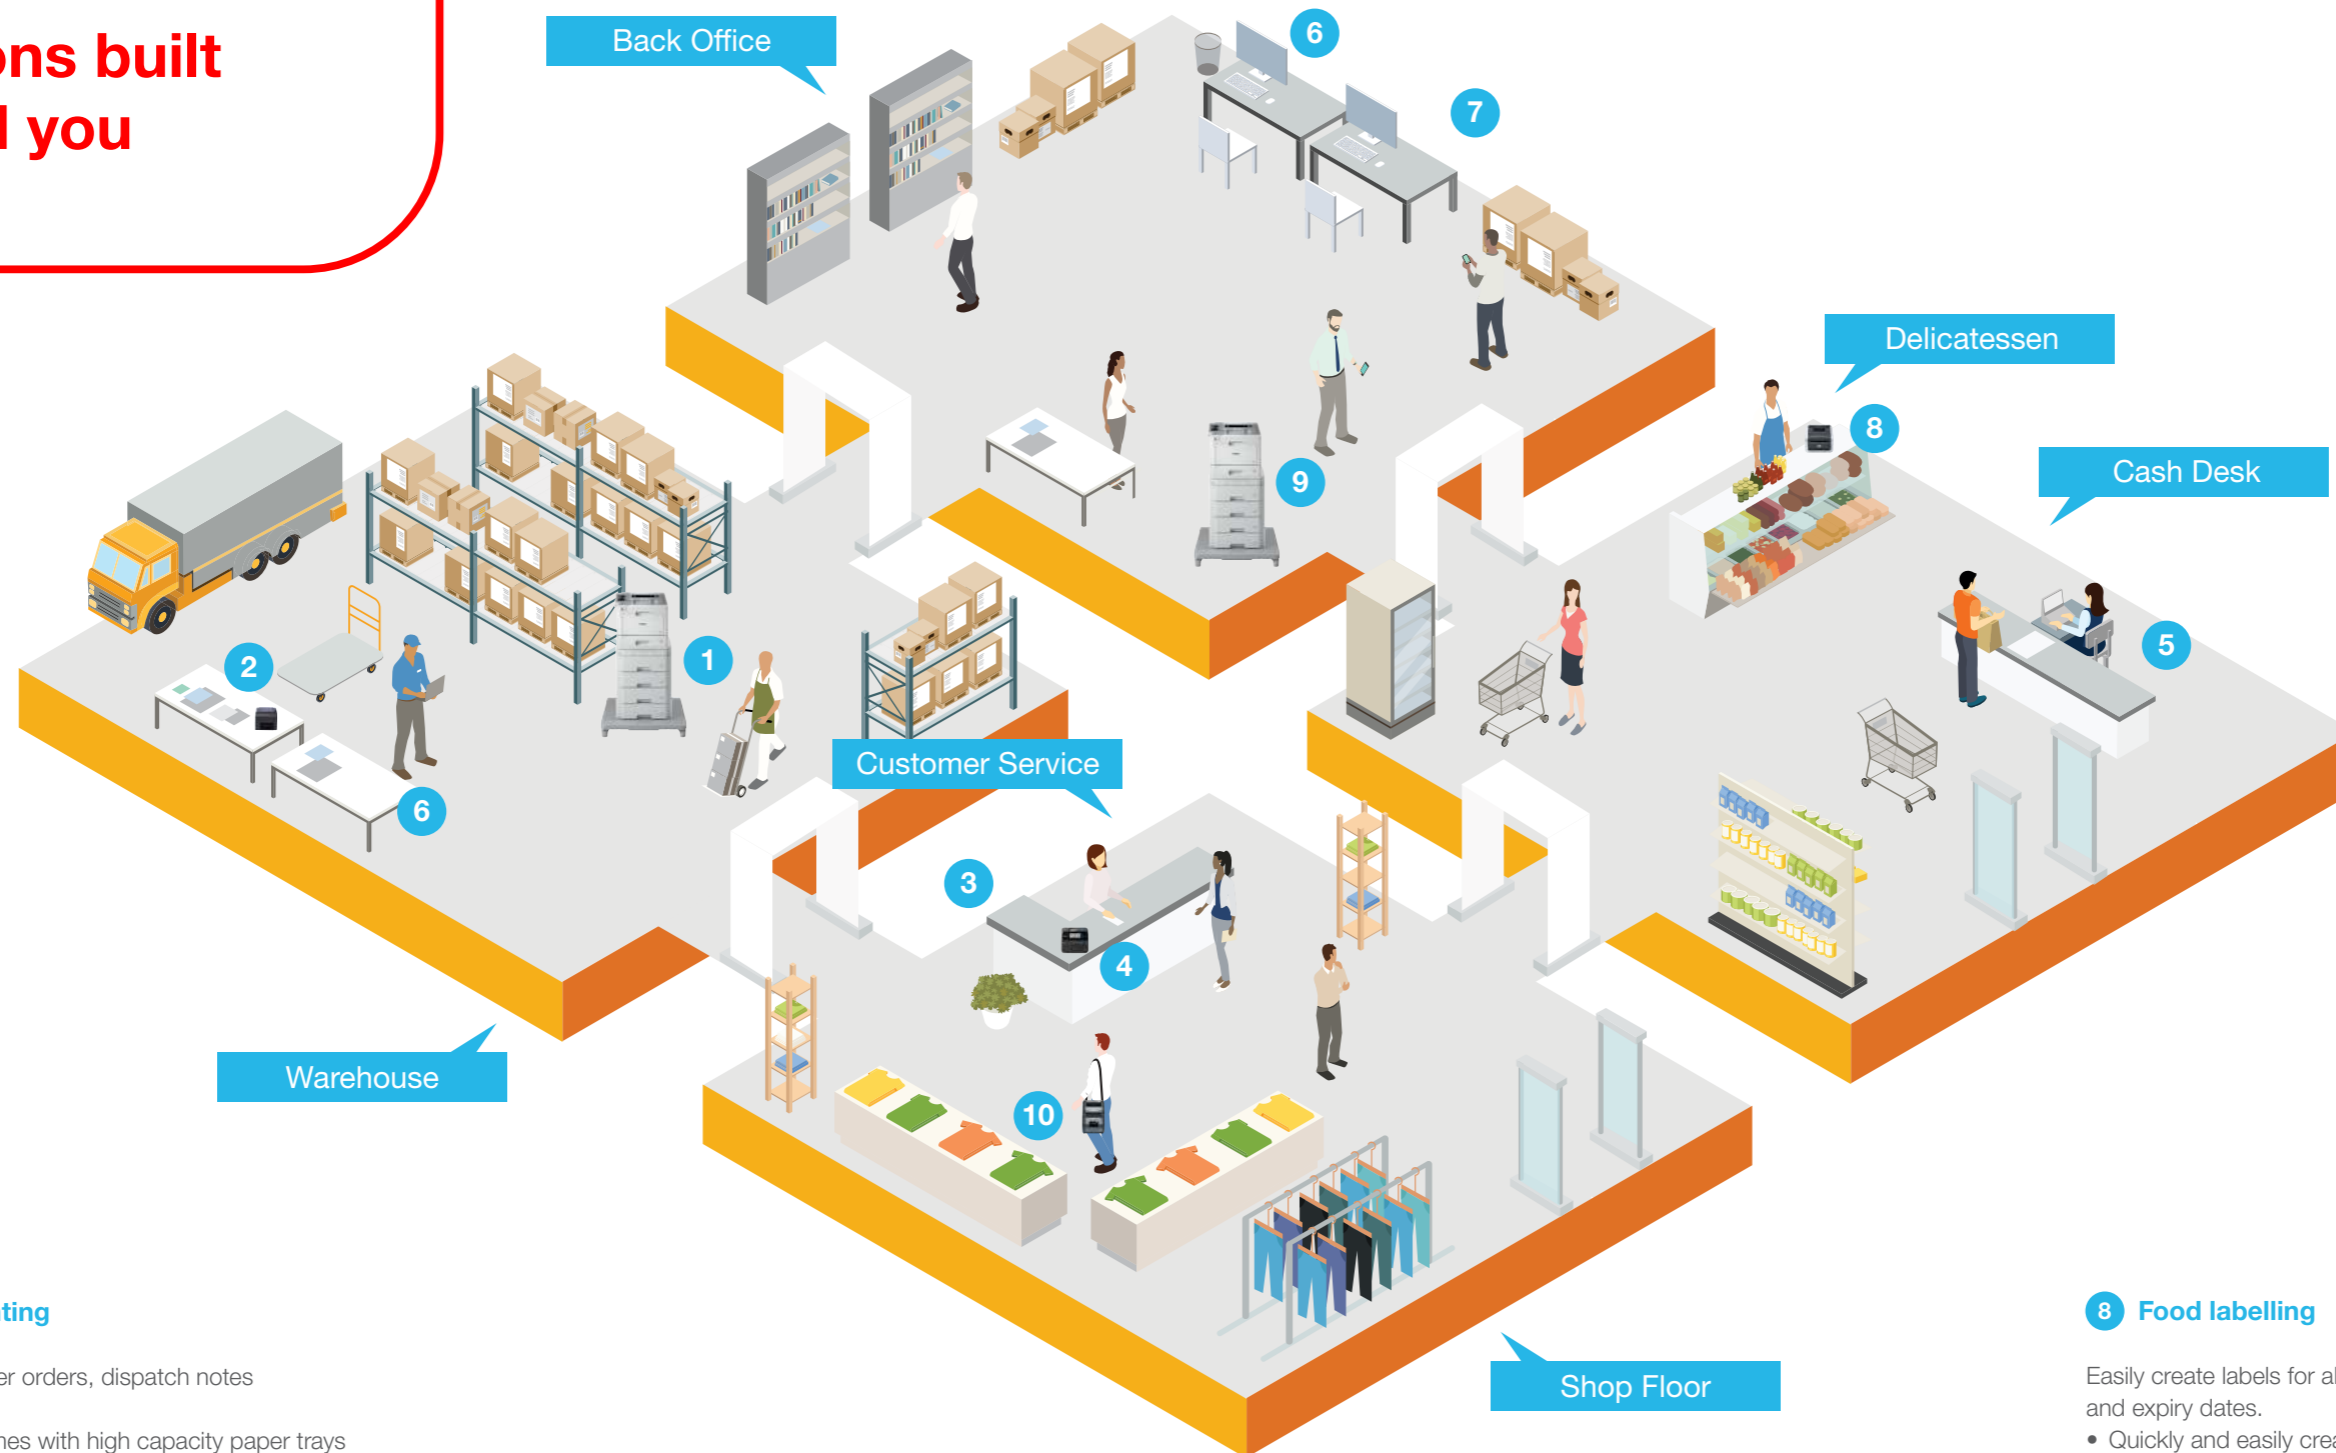 ons built
you
Back Office
6
7
Delicatessen
8
Cash Desk
9
5
1
2
6
Customer Service
3
4
10
Warehouse
Shop Floor
ting
er orders, dispatch notes
nes with high capacity paper trays
8 Food labelling
Easily create labels for
and expiry dates.
• Quickly and easily